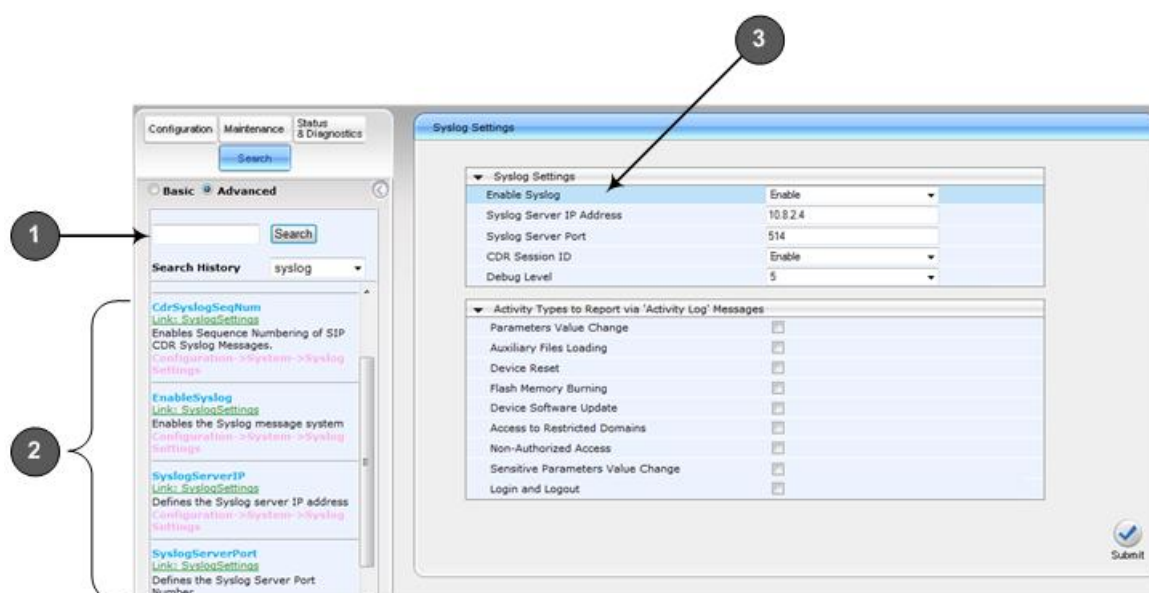 3
Configuration Maintenance Status & Diagnostics
Search
Basic Advanced
1
Search
Search History syslog
2
CdrSyslogSeqNum
Link: SyslogSettings
Enables Sequence Numbering of SIP
CDR Syslog Messages.
Configuration->System->Syslog
Settings
EnableSyslog
Link: SyslogSettings
Enables the Syslog message system
Configuration->System->Syslog
Settings
SyslogServerIP
Link: SyslogSettings
Defines the Syslog server IP address
Configuration->System->Syslog
Settings
SyslogServerPort
Link: SyslogSettings
Defines the Syslog Server Port
Number
Syslog Settings
Syslog Settings
Enable Syslog Enable
Syslog Server IP Address 10.8.2.4
Syslog Server Port 514
CDR Session ID Enable
Debug Level 5
Activity Types to Report via 'Activity Log' Messages
Parameters Value Change
Auxiliary Files Loading
Device Reset
Flash Memory Burning
Device Software Update
Access to Restricted Domains
Non-Authorized Access
Sensitive Parameters Value Change
Login and Logout
Submit